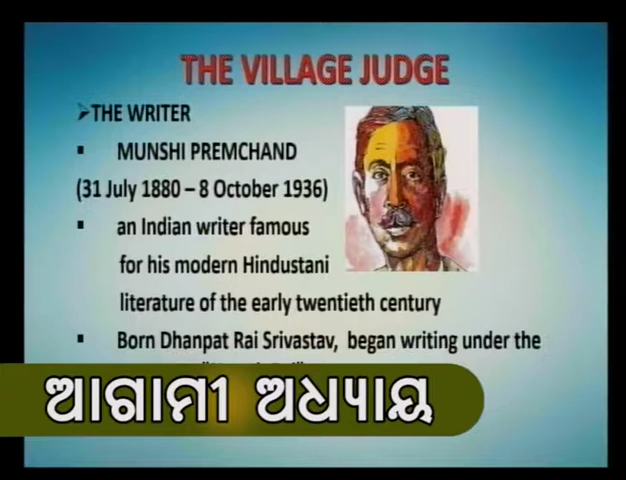 THE VILLAGE JUDGE
➢THE WRITER
▪ MUNSHI PREMCHAND
(31 July 1880 – 8 October 1936)
▪ an Indian writer famous
for his modern Hindustani
literature of the early twentieth century
▪ Born Dhanpat Rai Srivastav, began writing under the
ଆଗାମୀ ଅଧ୍ୟାୟ